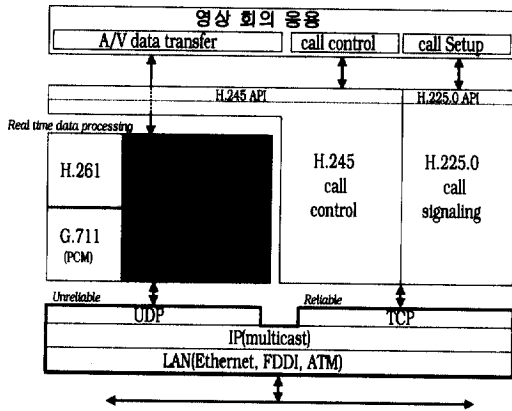 영상 회의 응용
A/V data transfer
call control
call Setup
H.245 API
H.225.0 API
Real time data processing
H.261
G.711
(PCM)
H.245
call
control
H.225.0
call
signaling
Unreliable
Reliable
UDP
TCP
IP(multicast)
LAN(Ethernet, FDDI, ATM)